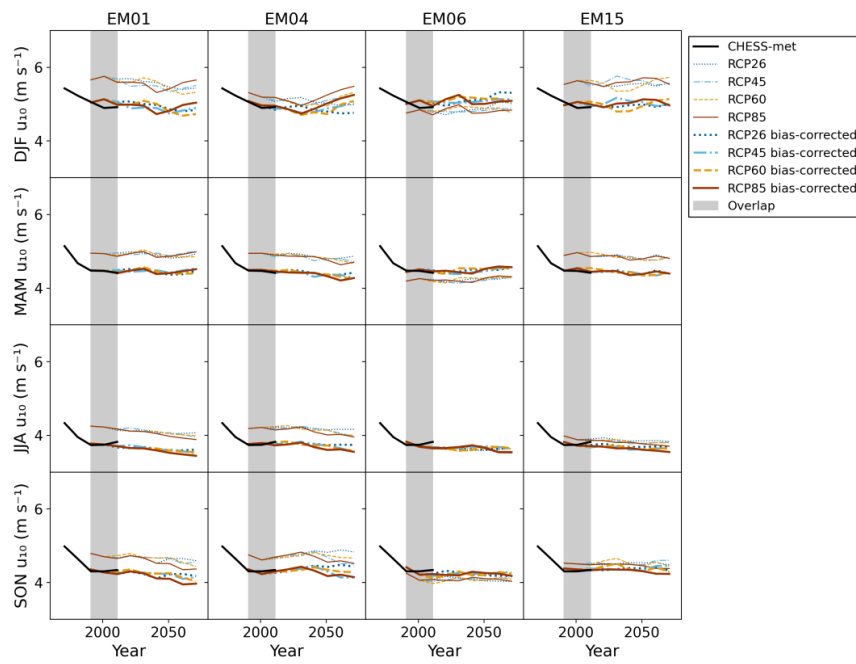 EM01 EM04 EM06 EM15
DJF u₁₀ (m s⁻¹)
6
4
MAM u₁₀ (m s⁻¹)
6
4
JJA u₁₀ (m s⁻¹)
6
4
SON u₁₀ (m s⁻¹)
6
4
2000 2050 2000 2050 2000 2050 2000 2050
Year Year Year Year
CHESS-met
RCP26
RCP45
RCP60
RCP85
RCP26 bias-corrected
RCP45 bias-corrected
RCP60 bias-corrected
RCP85 bias-corrected
Overlap